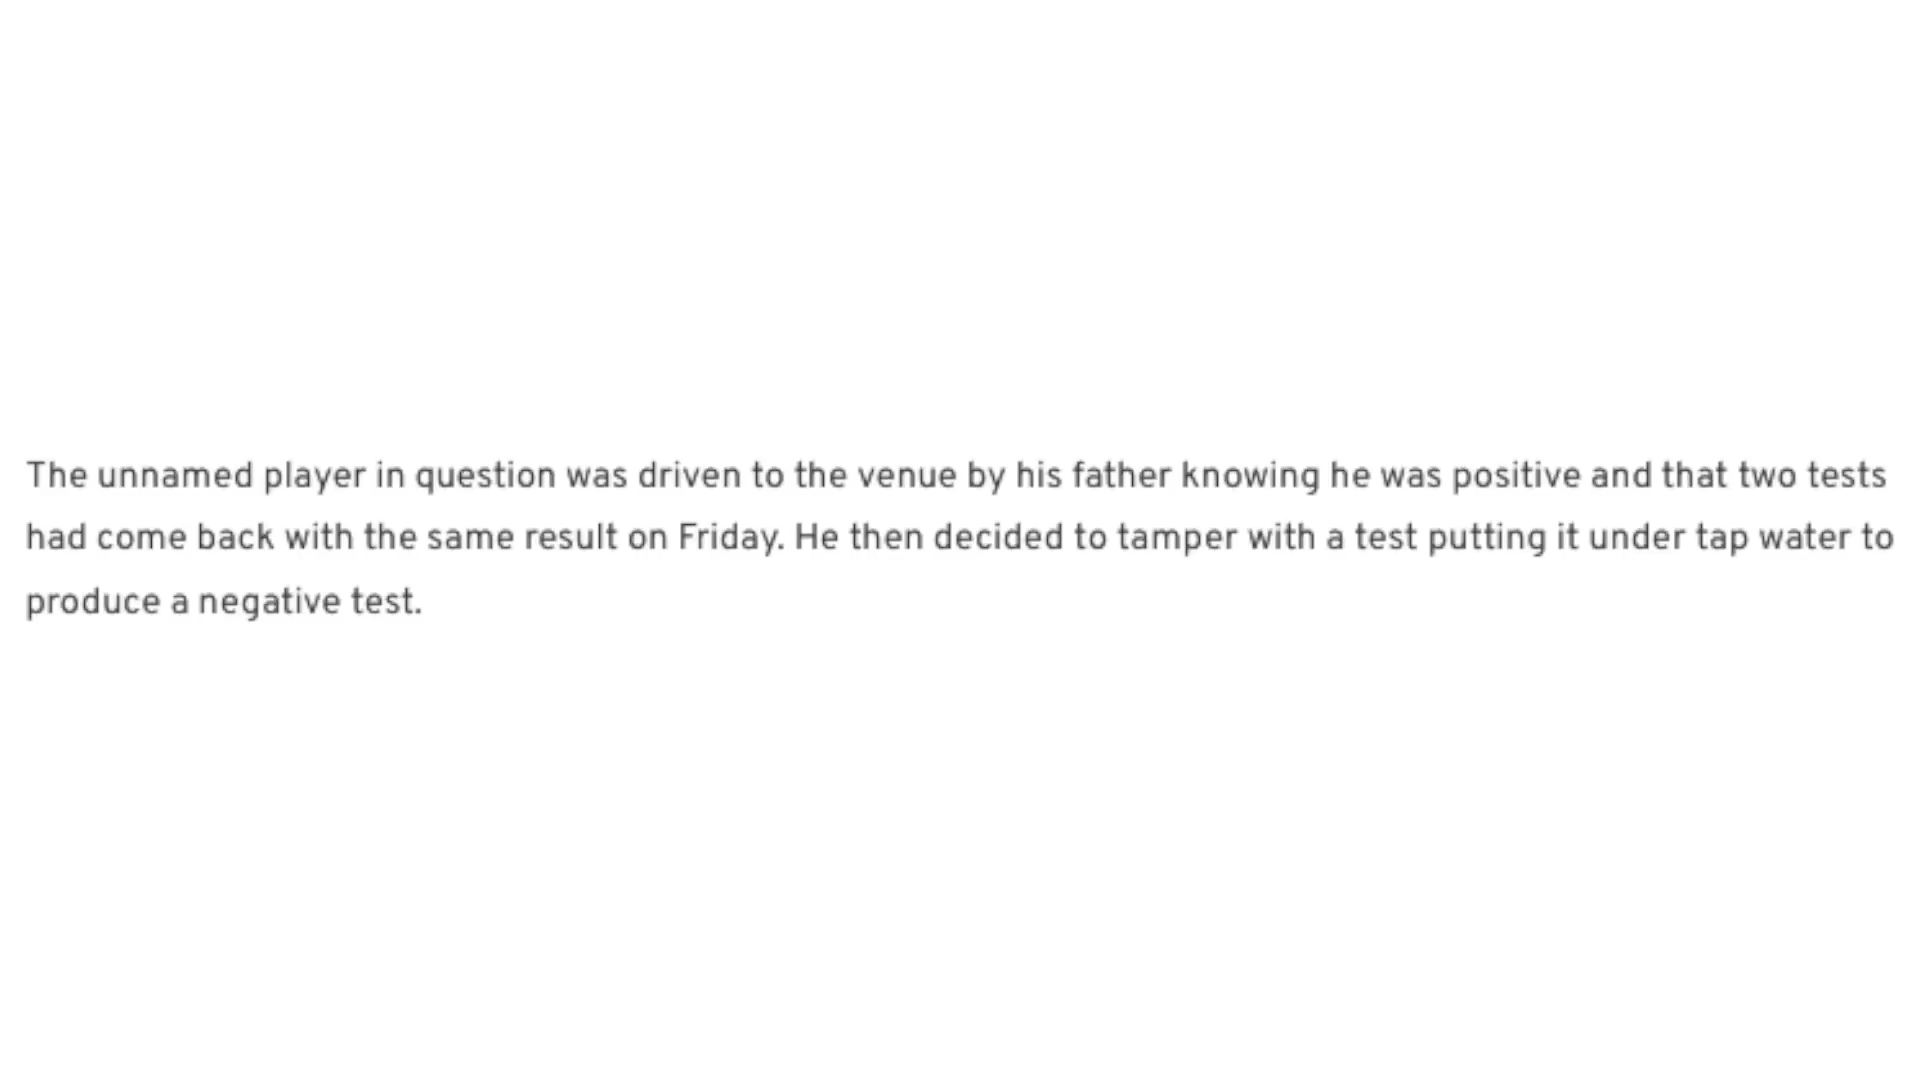 The unnamed player in question was driven to the venue by his father knowing he was positive and that two tests
had come back with the same result on Friday. He then decided to tamper with a test putting it under tap water to
produce a negative test.